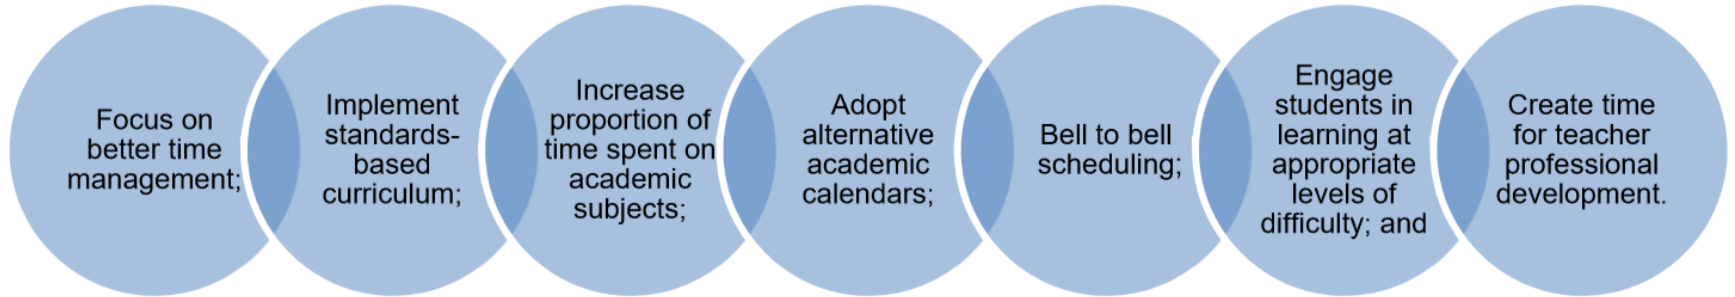 Focus on
better time
management;
Implement
standards-
based
curriculum;
Increase
proportion of
time spent on
academic
subjects;
Adopt
alternative
academic
calendars;
Bell to bell
scheduling;
Engage
students in
learning at
appropriate
levels of
difficulty; and
Create time
for teacher
professional
development.